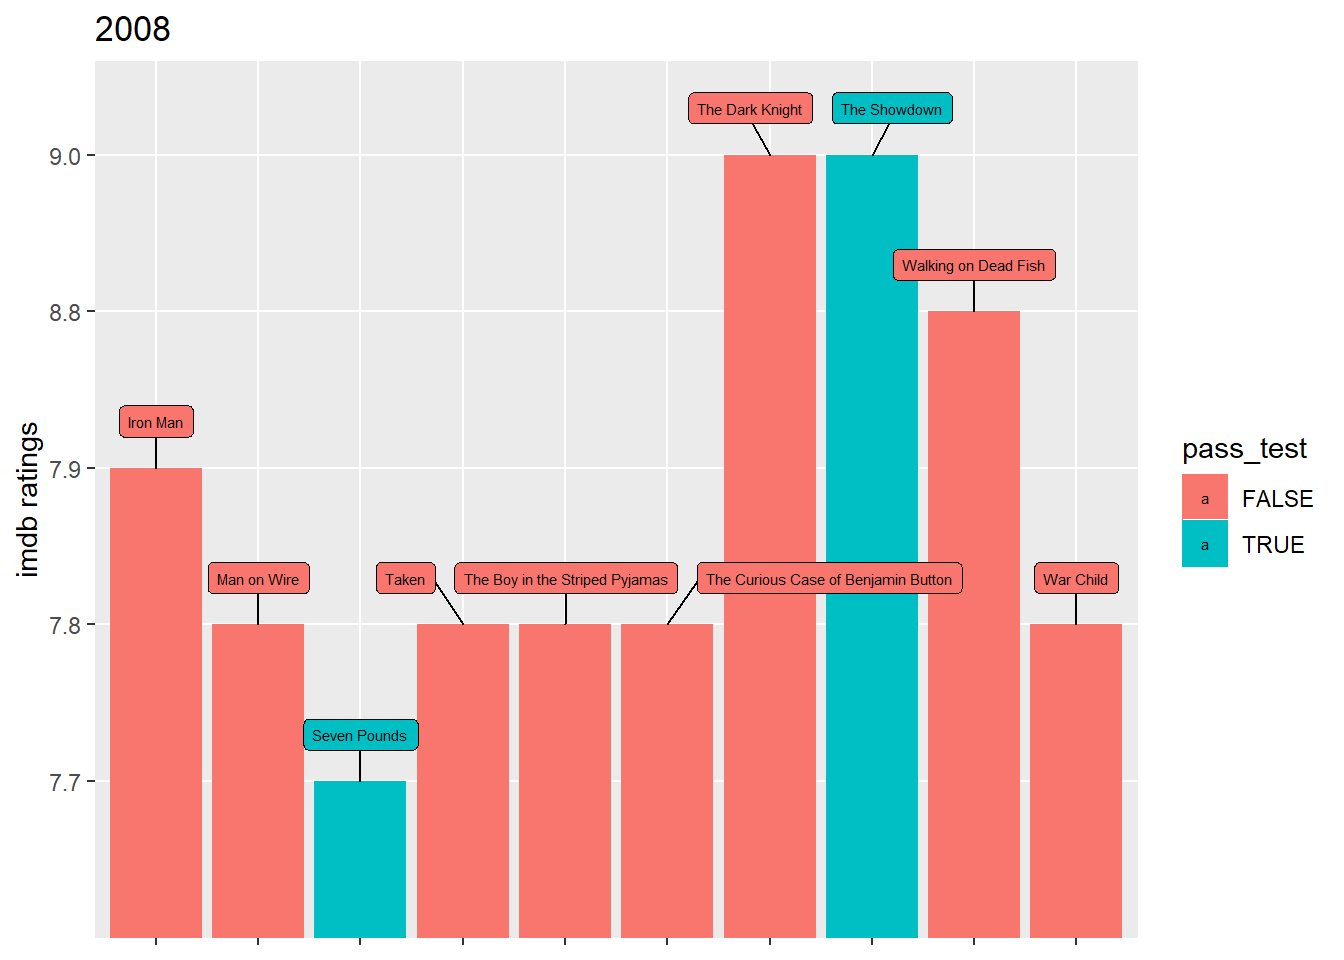 2008
The Dark Knight
The Showdown
9.0
Walking on Dead Fish
8.8
Iron Man
7.9
imdb ratings
Man on Wire
Taken
The Boy in the Striped Pyjamas
The Curious Case of Benjamin Button
War Child
7.8
Seven Pounds
7.7
pass_test
a FALSE
a TRUE